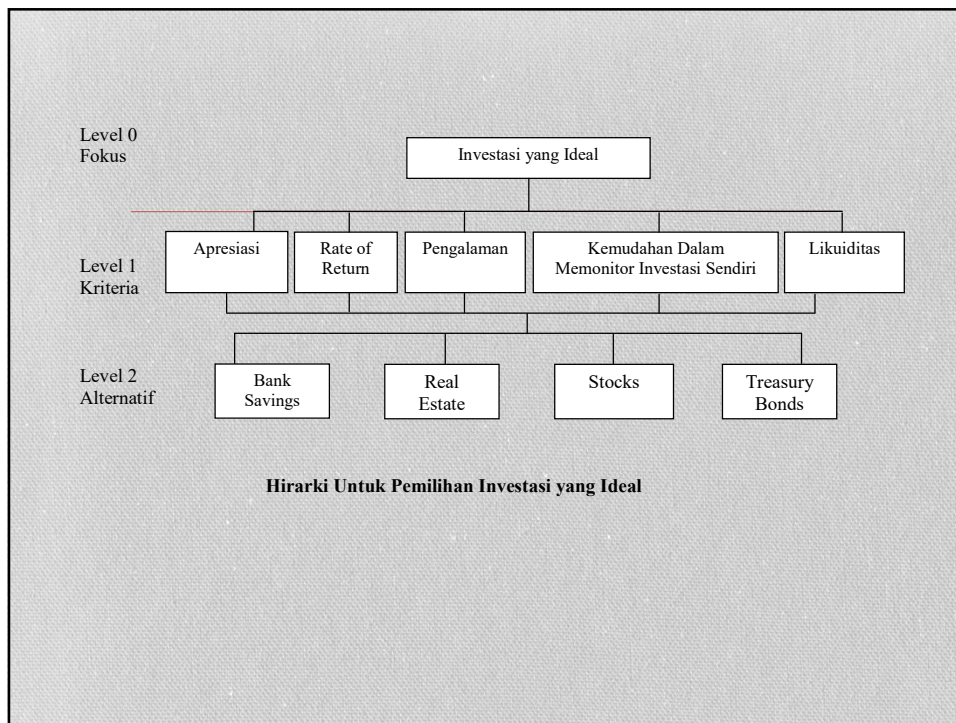 Level 0
Fokus
Investasi yang Ideal
Level 1
Kriteria
Apresiasi
Rate of
Return
Pengalaman
Kemudahan Dalam
Memonitor Investasi Sendiri
Likuiditas
Level 2
Alternatif
Bank
Savings
Real
Estate
Stocks
Treasury
Bonds
Hirarki Untuk Pemilihan Investasi yang Ideal